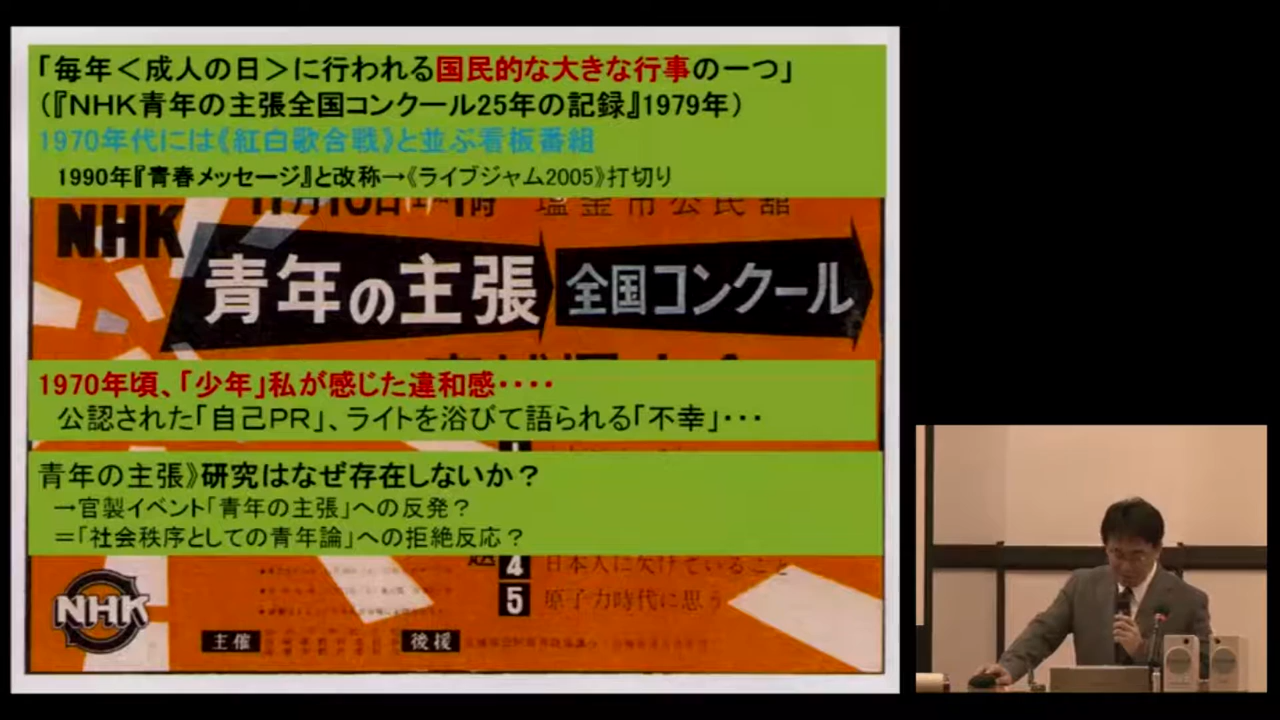 「毎年＜成人の日＞に行われる国民的な大きな行事の一つ」
（『ＮＨＫ青年の主張全国コンクール25年の記録』1979年）
1970年代には《紅白歌合戦》と並ぶ看板番組
1990年『青春メッセージ』と改称→《ライブジャム2005》打切り
塩釜市公民館
NHK
青年の主張
全国コンクール
1970年頃、「少年」私が感じた違和感・・・・
公認された「自己ＰＲ」、ライトを浴びて語られる「不幸」・・・
青年の主張》研究はなぜ存在しないか？
→官製イベント「青年の主張」への反発？
＝「社会秩序としての青年論」への拒絶反応？
4 日本人に欠けていること
5 原子力時代に思う
NHK
主催
後援